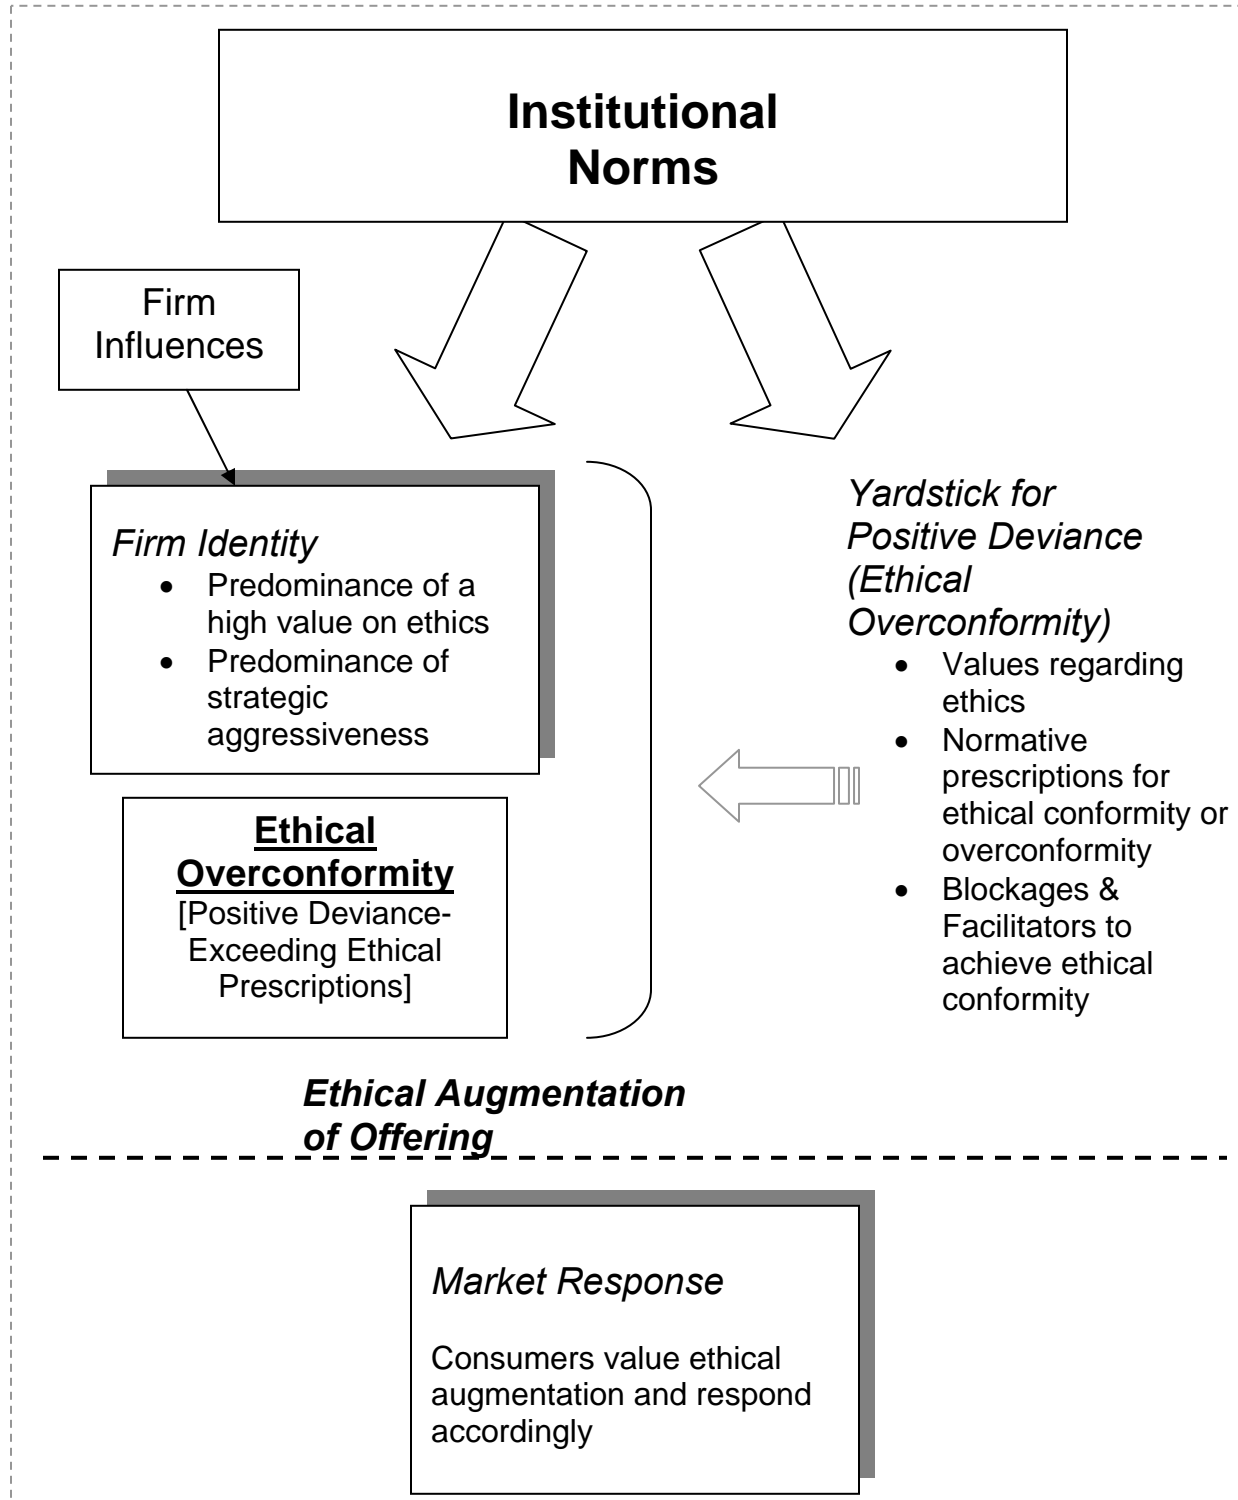 Institutional
Norms
Firm
Influences
Firm Identity
• Predominance of a
high value on ethics
• Predominance of
strategic
aggressiveness
Ethical
Overconformity
[Positive Deviance-
Exceeding Ethical
Prescriptions]
Yardstick for
Positive Deviance
(Ethical
Overconformity)
• Values regarding
ethics
• Normative
prescriptions for
ethical conformity or
overconformity
• Blockages &
Facilitators to
achieve ethical
conformity
Ethical Augmentation
of Offering
Market Response
Consumers value ethical
augmentation and respond
accordingly